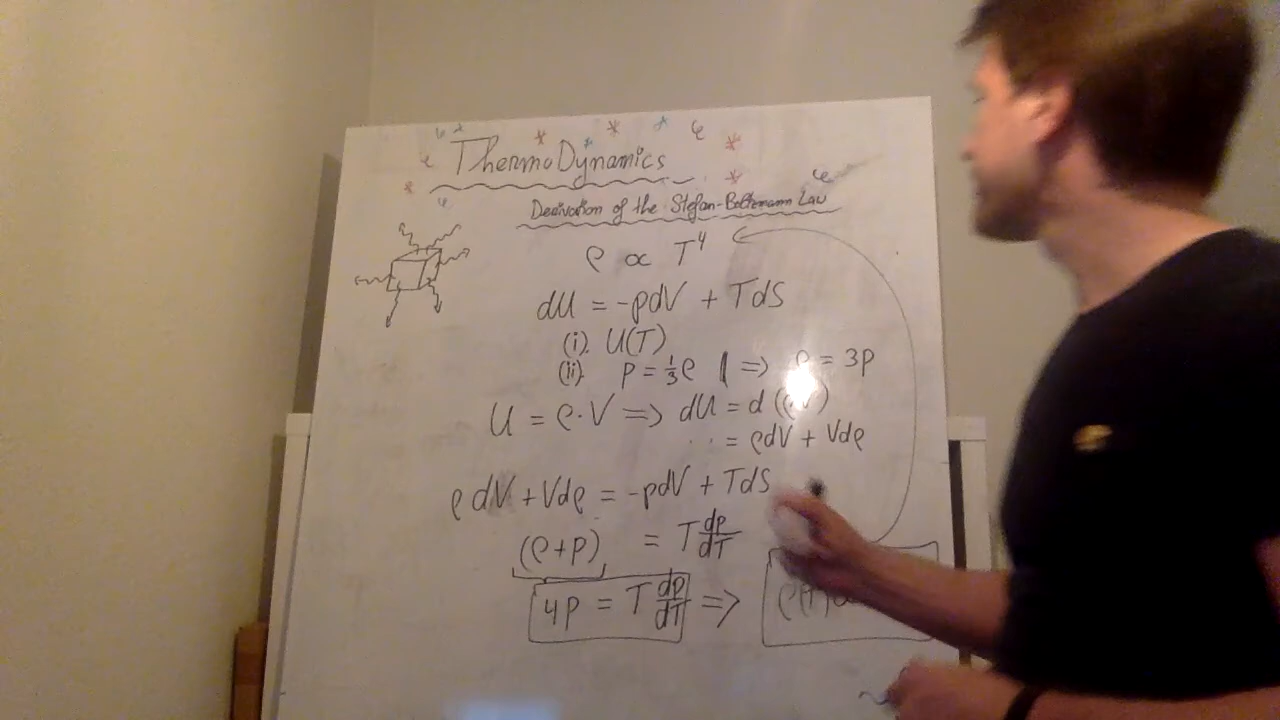 ThermoDynamics
Derivation of the Stefan-Boltzmann Law
ρ ∝ T⁴
dU = -pdV + TdS
(i). U(T)
(ii). p = ⅓ρ | => ρ = 3p
U = ρ·V => dU = d(ρV)
·· = ρdV + Vdρ
ρdV + Vdρ = -pdV + TdS
(ρ+p) = T dp/dT
4p = T dp/dT =>